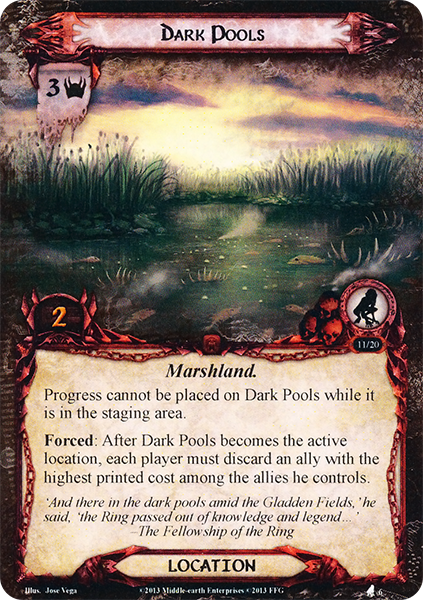 DARK POOLS
3
2
11/20
Marshland.
Progress cannot be placed on Dark Pools while it
is in the staging area.
Forced: After Dark Pools becomes the active
location, each player must discard an ally with the
highest printed cost among the allies he controls.
‘And there in the dark pools amid the Gladden Fields,’ he
said, ‘the Ring passed out of knowledge and legend…’
–The Fellowship of the Ring
LOCATION
Illus. Jose Vega ©2013 Middle-earth Enterprises ©2013 FFG 6